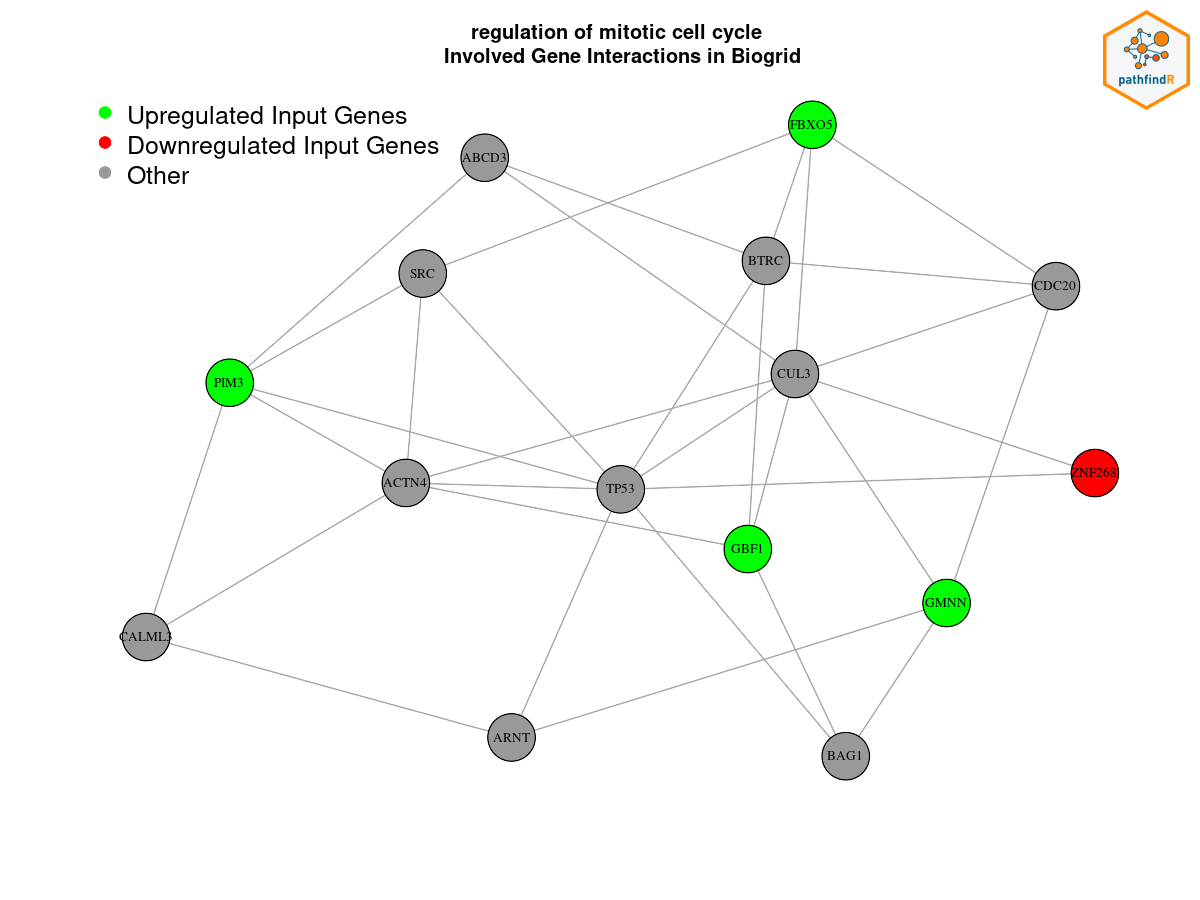 regulation of mitotic cell cycle
Involved Gene Interactions in Biogrid
pathfindR
Upregulated Input Genes
Downregulated Input Genes
Other
FBXO5
ABCD3
BTRC
SRC
CDC20
CUL3
PIM3
ZNF268
ACTN4
TP53
GBF1
GMNN
CALML3
ARNT
BAG1